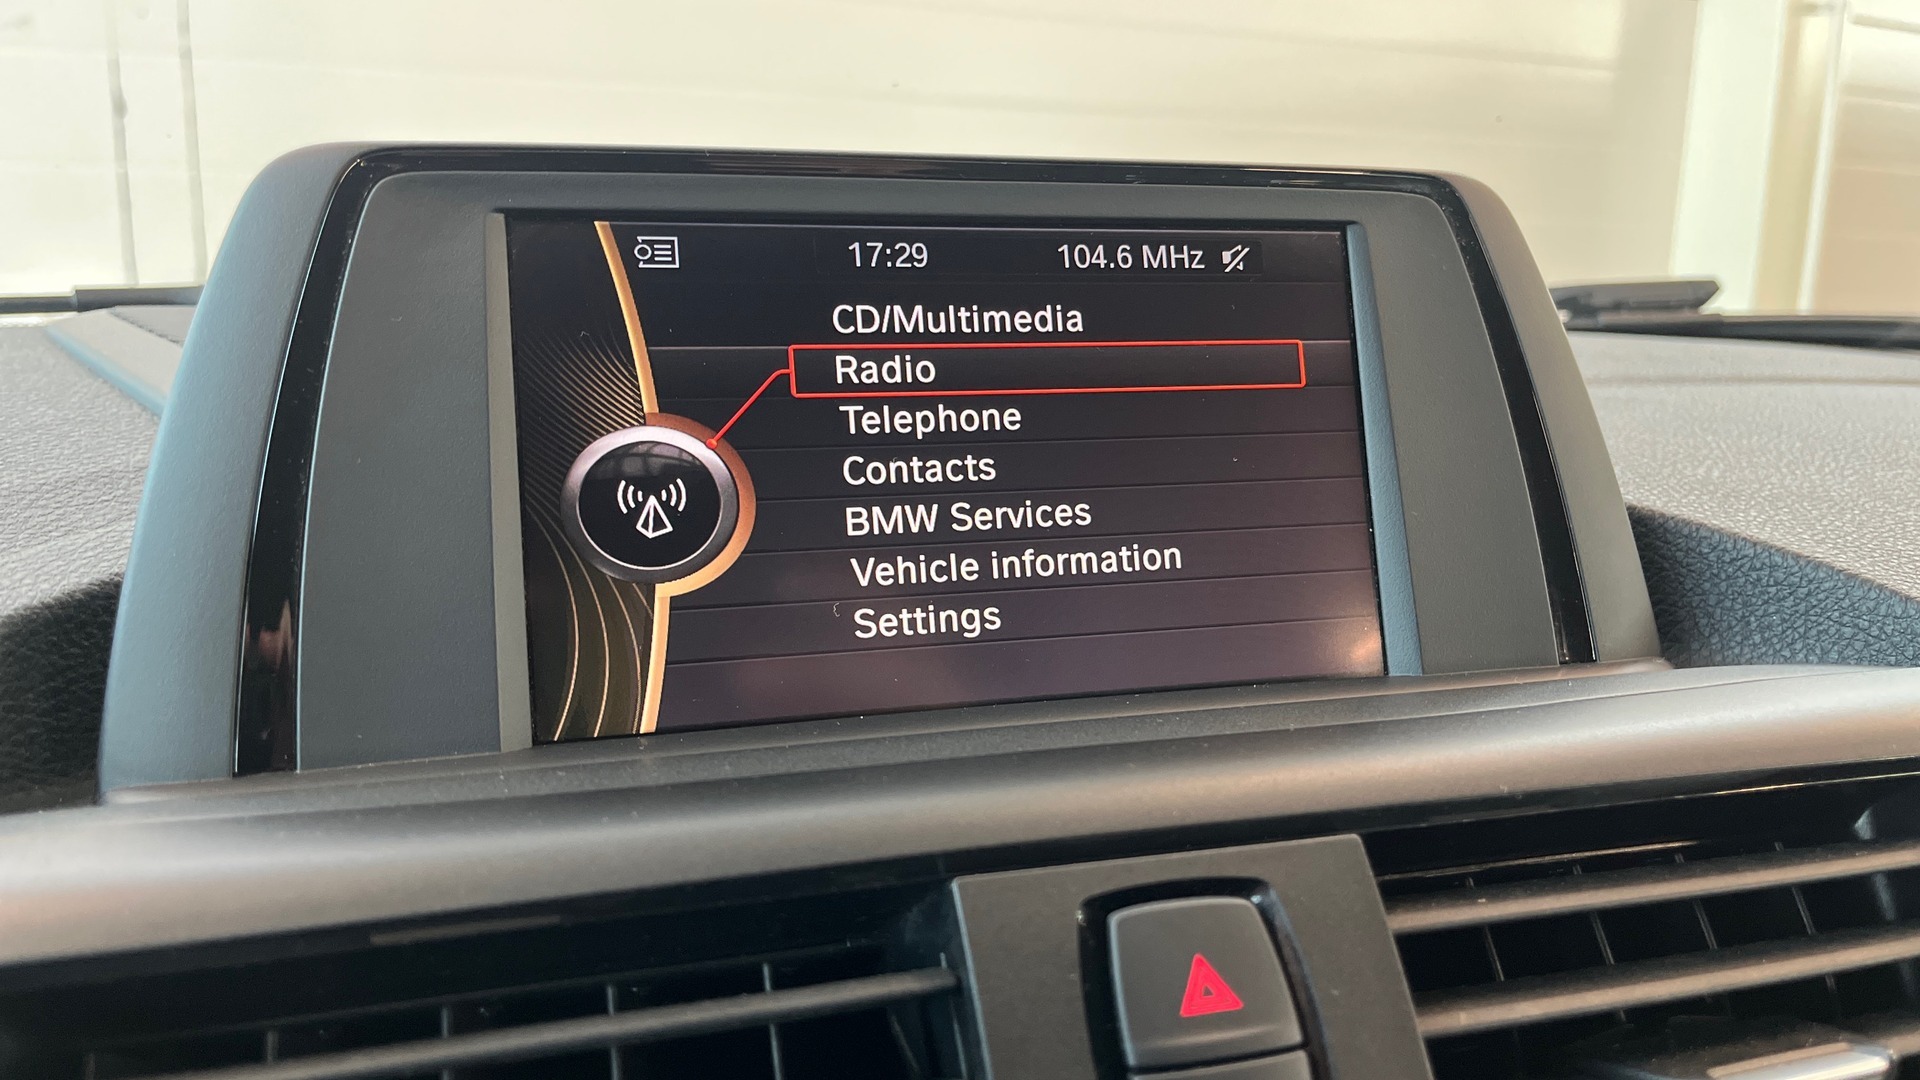 17:29 104.6 MHz
CD/Multimedia
Radio
Telephone
Contacts
BMW Services
Vehicle information
Settings